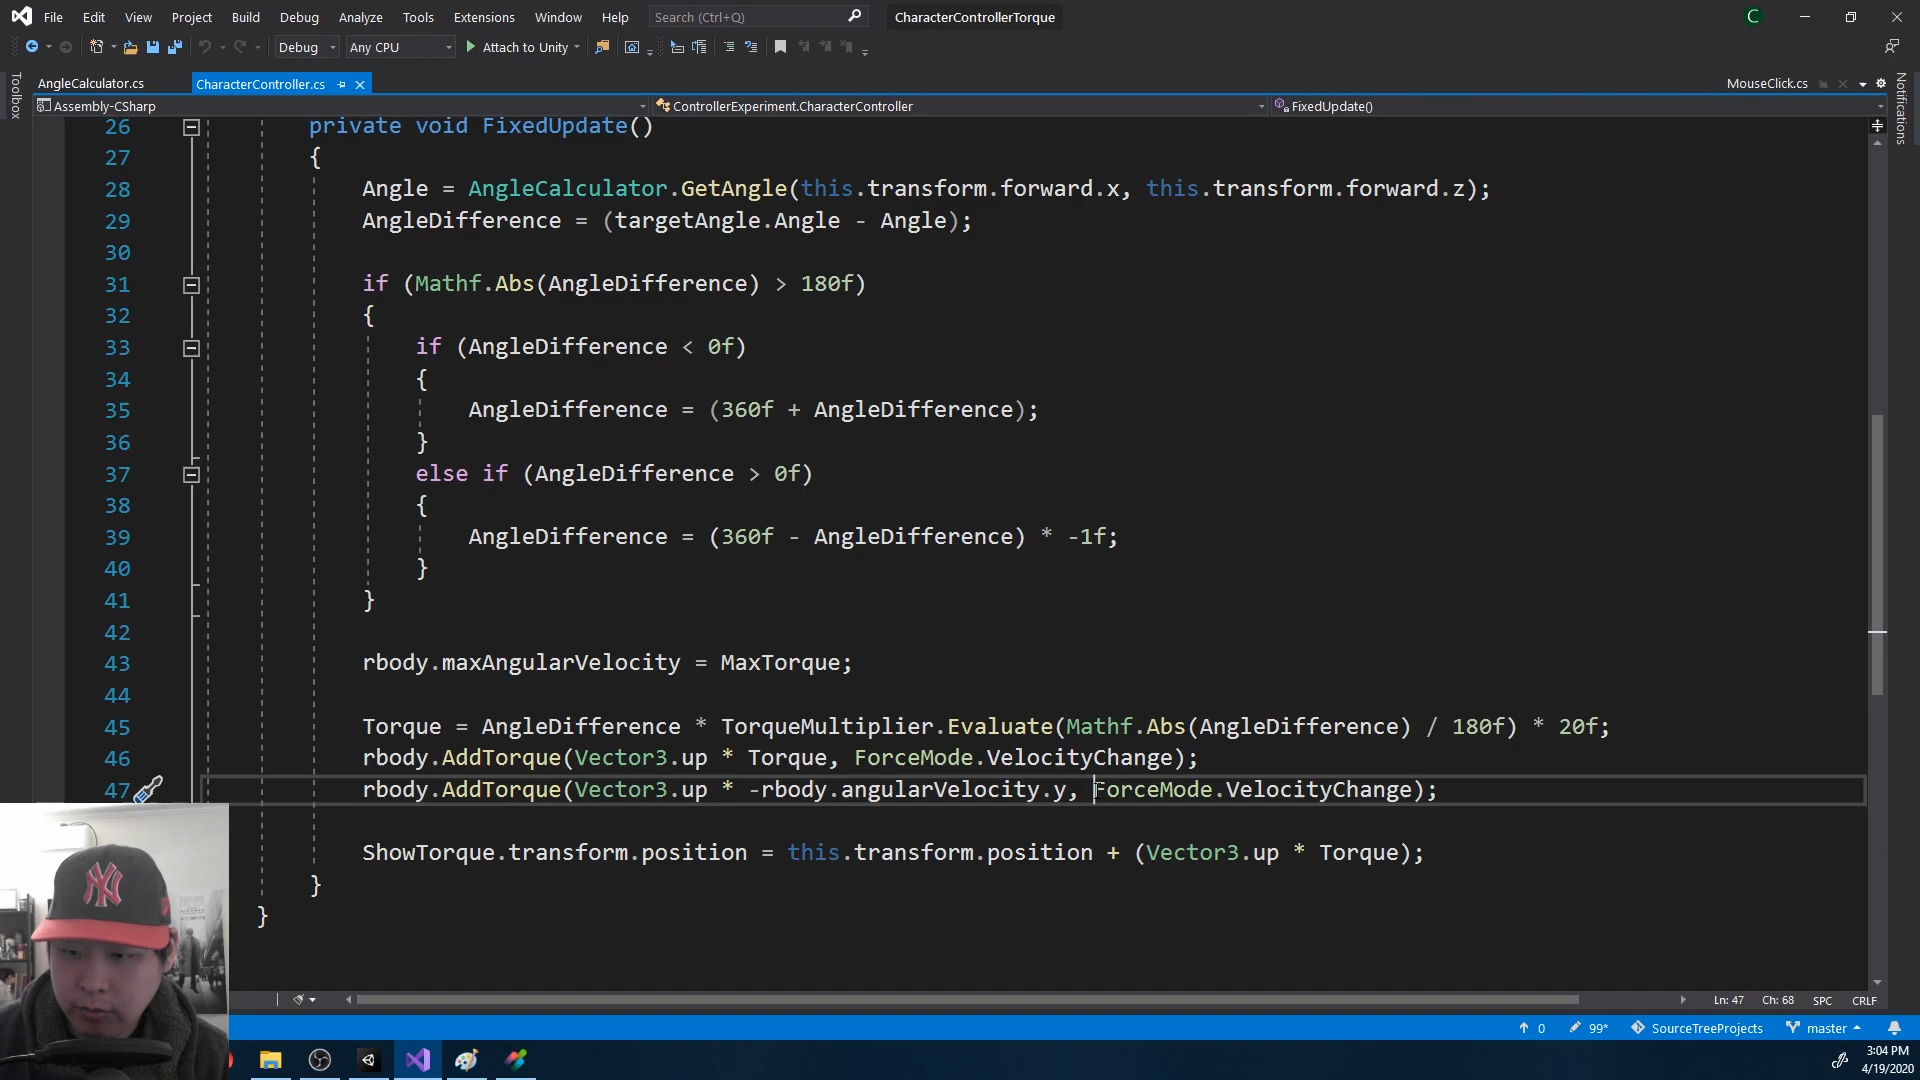 File Edit View Project Build Debug Analyze Tools Extensions Window Help Search (Ctrl+Q) CharacterControllerTorque C
Debug Any CPU Attach to Unity
AngleCalculator.cs CharacterController.cs MouseClick.cs
Toolbox
Notifications
Assembly-CSharp ControllerExperiment.CharacterController FixedUpdate()
26 private void FixedUpdate()
27 {
28 Angle = AngleCalculator.GetAngle(this.transform.forward.x, this.transform.forward.z);
29 AngleDifference = (targetAngle.Angle - Angle);
30
31 if (Mathf.Abs(AngleDifference) > 180f)
32 {
33 if (AngleDifference < 0f)
34 {
35 AngleDifference = (360f + AngleDifference);
36 }
37 else if (AngleDifference > 0f)
38 {
39 AngleDifference = (360f - AngleDifference) * -1f;
40 }
41 }
42
43 rbody.maxAngularVelocity = MaxTorque;
44
45 Torque = AngleDifference * TorqueMultiplier.Evaluate(Mathf.Abs(AngleDifference) / 180f) * 20f;
46 rbody.AddTorque(Vector3.up * Torque, ForceMode.VelocityChange);
47 rbody.AddTorque(Vector3.up * -rbody.angularVelocity.y, ForceMode.VelocityChange);
ShowTorque.transform.position = this.transform.position + (Vector3.up * Torque);
}
}
Ln: 47 Ch: 68 SPC CRLF
0 99* SourceTreeProjects master
3:04 PM
4/19/2020